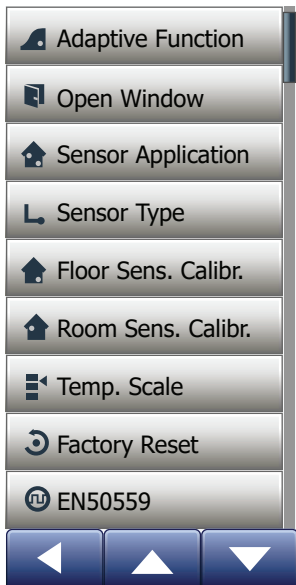 Adaptive Function
Open Window
Sensor Application
Sensor Type
Floor Sens. Calibr.
Room Sens. Calibr.
Temp. Scale
Factory Reset
EN50559